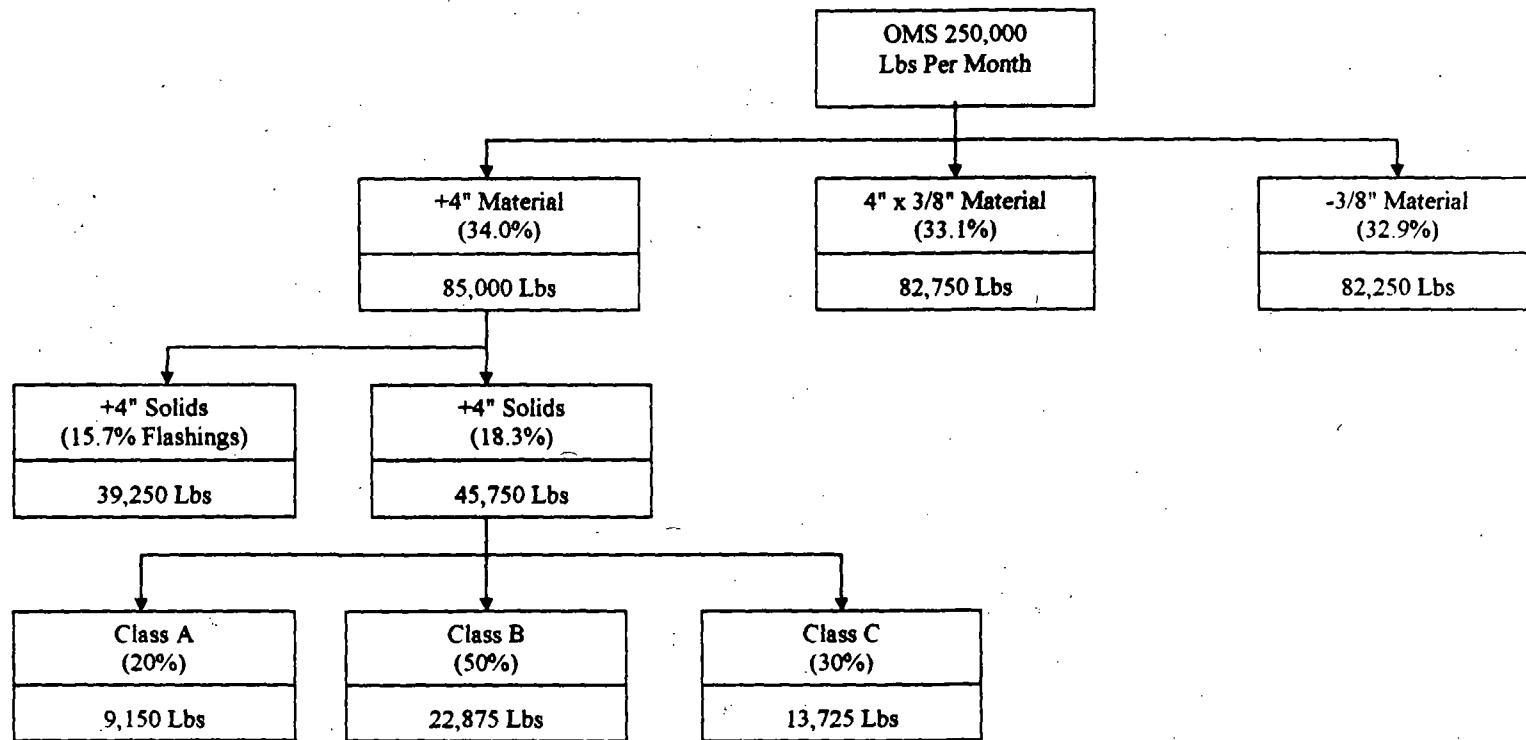 OMS 250,000
Lbs Per Month
+4" Material
(34.0%)
85,000 Lbs
4" x 3/8" Material
(33.1%)
82,750 Lbs
-3/8" Material
(32.9%)
82,250 Lbs
+4" Solids
(15.7% Flashings)
39,250 Lbs
+4" Solids
(18.3%)
45,750 Lbs
Class A
(20%)
9,150 Lbs
Class B
(50%)
22,875 Lbs
Class C
(30%)
13,725 Lbs